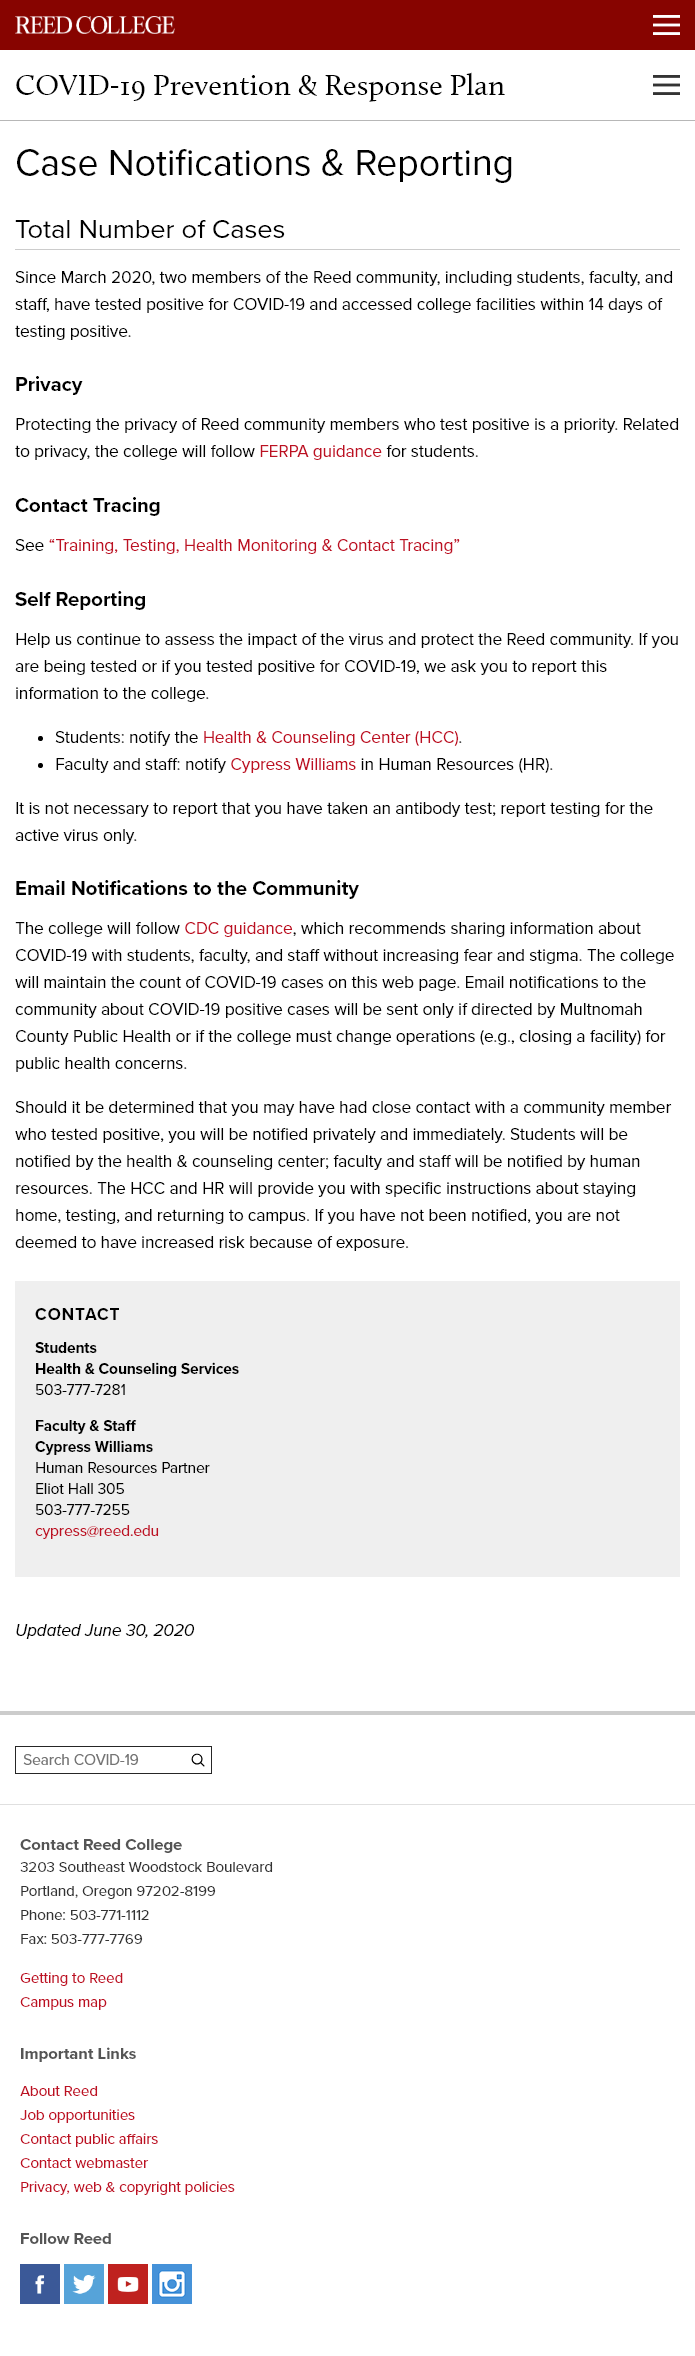 REED COLLEGE
COVID-19 Prevention & Response Plan
Case Notifications & Reporting
Total Number of Cases
Since March 2020, two members of the Reed community, including students, faculty, and
staff, have tested positive for COVID-19 and accessed college facilities within 14 days of
testing positive.
Privacy
Protecting the privacy of Reed community members who test positive is a priority. Related
to privacy, the college will follow FERPA guidance for students.
Contact Tracing
See “Training, Testing, Health Monitoring & Contact Tracing”
Self Reporting
Help us continue to assess the impact of the virus and protect the Reed community. If you
are being tested or if you tested positive for COVID-19, we ask you to report this
information to the college.
• Students: notify the Health & Counseling Center (HCC).
• Faculty and staff: notify Cypress Williams in Human Resources (HR).
It is not necessary to report that you have taken an antibody test; report testing for the
active virus only.
Email Notifications to the Community
The college will follow CDC guidance, which recommends sharing information about
COVID-19 with students, faculty, and staff without increasing fear and stigma. The college
will maintain the count of COVID-19 cases on this web page. Email notifications to the
community about COVID-19 positive cases will be sent only if directed by Multnomah
County Public Health or if the college must change operations (e.g., closing a facility) for
public health concerns.
Should it be determined that you may have had close contact with a community member
who tested positive, you will be notified privately and immediately. Students will be
notified by the health & counseling center; faculty and staff will be notified by human
resources. The HCC and HR will provide you with specific instructions about staying
home, testing, and returning to campus. If you have not been notified, you are not
deemed to have increased risk because of exposure.
CONTACT
Students
Health & Counseling Services
503-777-7281
Faculty & Staff
Cypress Williams
Human Resources Partner
Eliot Hall 305
503-777-7255
cypress@reed.edu
Updated June 30, 2020
Search COVID-19
Contact Reed College
3203 Southeast Woodstock Boulevard
Portland, Oregon 97202-8199
Phone: 503-771-1112
Fax: 503-777-7769
Getting to Reed
Campus map
Important Links
About Reed
Job opportunities
Contact public affairs
Contact webmaster
Privacy, web & copyright policies
Follow Reed